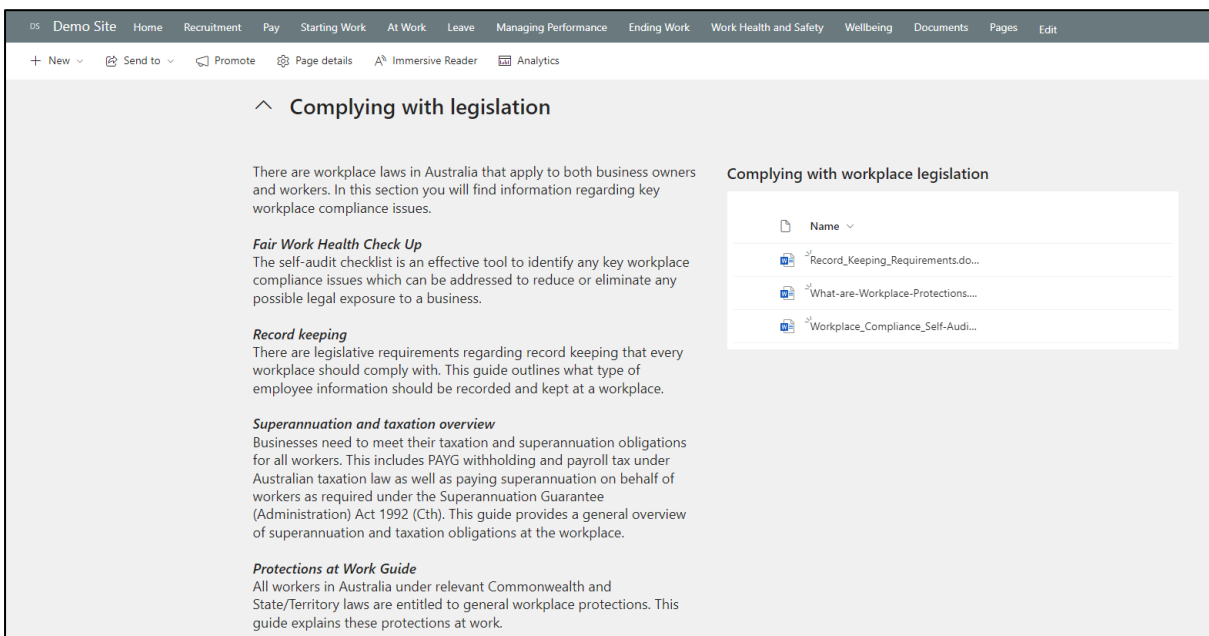 DS Demo Site Home Recruitment Pay Starting Work At Work Leave Managing Performance Ending Work Work Health and Safety Wellbeing Documents Pages Edit
New Send to Promote Page details Immersive Reader Analytics
Complying with legislation
There are workplace laws in Australia that apply to both business owners
and workers. In this section you will find information regarding key
workplace compliance issues.
Fair Work Health Check Up
The self-audit checklist is an effective tool to identify any key workplace
compliance issues which can be addressed to reduce or eliminate any
possible legal exposure to a business.
Record keeping
There are legislative requirements regarding record keeping that every
workplace should comply with. This guide outlines what type of
employee information should be recorded and kept at a workplace.
Superannuation and taxation overview
Businesses need to meet their taxation and superannuation obligations
for all workers. This includes PAYG withholding and payroll tax under
Australian taxation law as well as paying superannuation on behalf of
workers as required under the Superannuation Guarantee
(Administration) Act 1992 (Cth). This guide provides a general overview
of superannuation and taxation obligations at the workplace.
Protections at Work Guide
All workers in Australia under relevant Commonwealth and
State/Territory laws are entitled to general workplace protections. This
guide explains these protections at work.
Complying with workplace legislation
Name
Record_Keeping_Requirements.do...
What-are-Workplace-Protections....
Workplace_Compliance_Self-Audi...